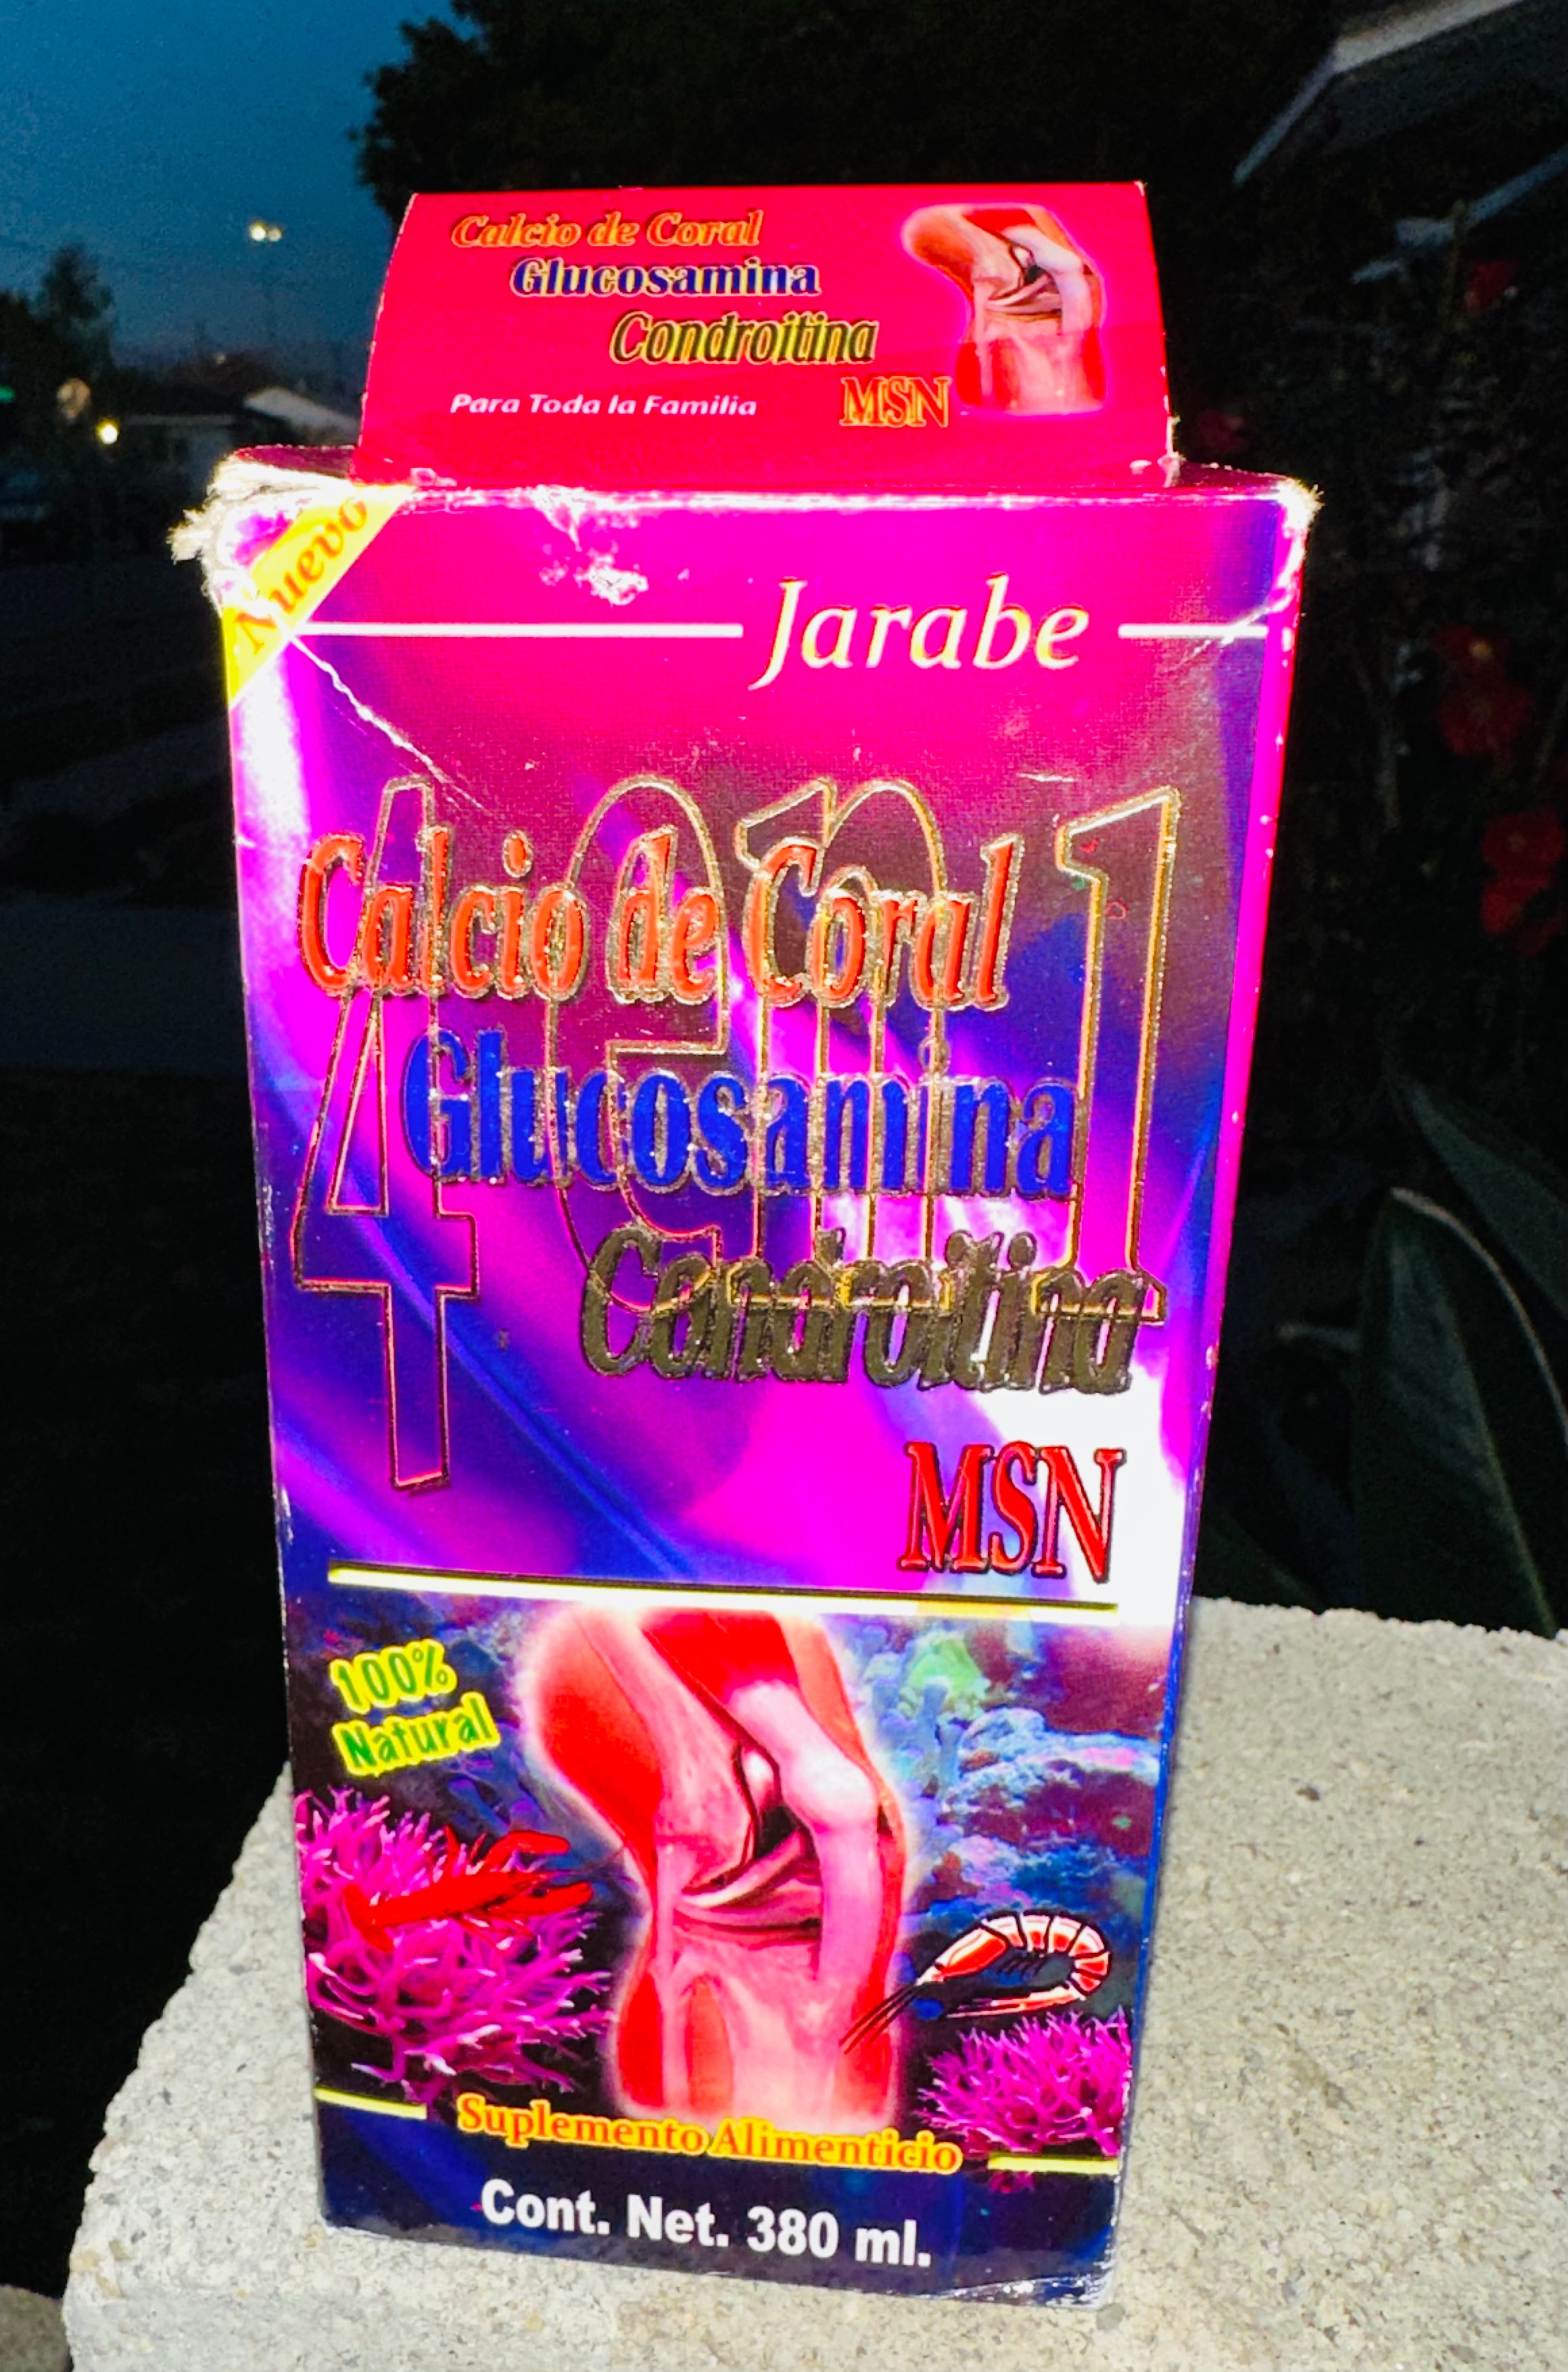 Calcio de Coral
Glucosamina
Condroitina
MSN
Para Toda la Familia
Nuevo
Jarabe
4 en 1
Calcio de Coral
Glucosamina
Condroitina
MSN
100%
Natural
Suplemento Alimenticio
Cont. Net. 380 ml.